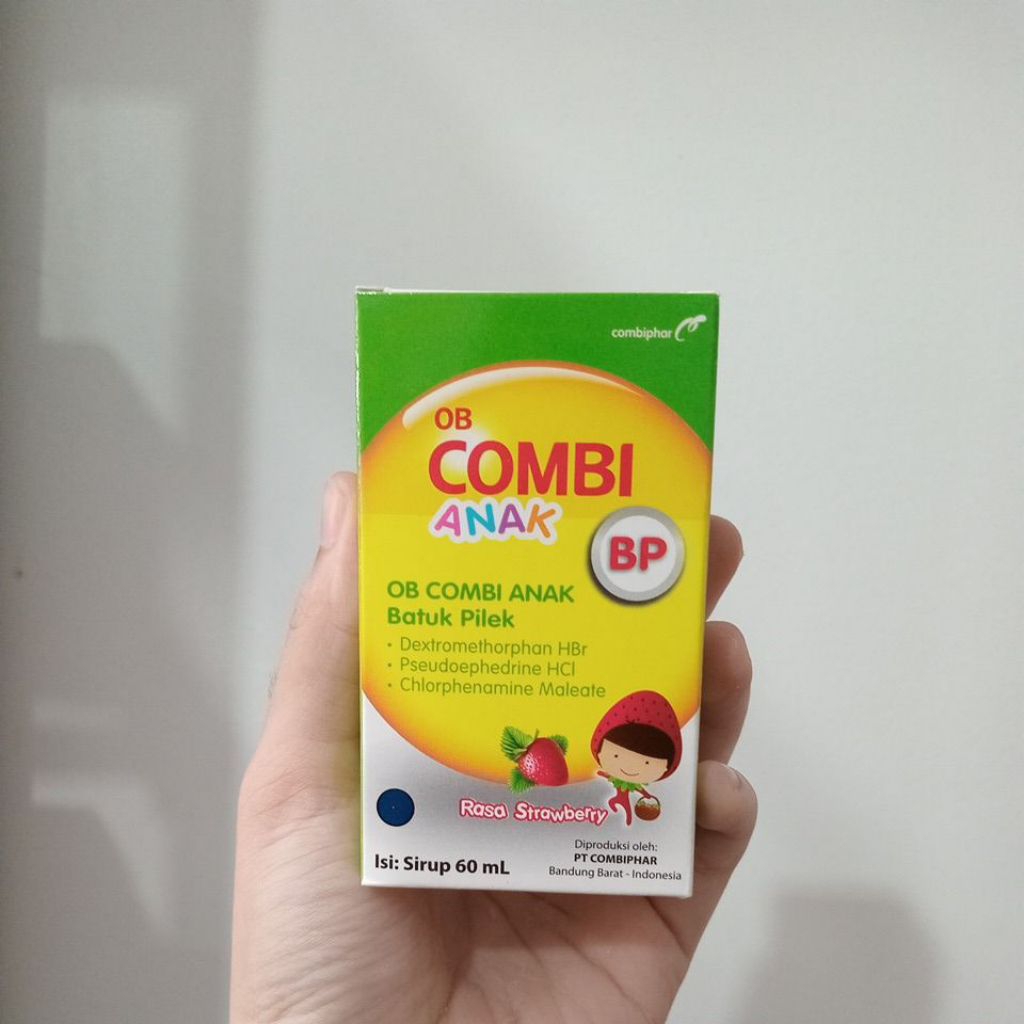 combiphar
OB
COMBI
ANAK
BP
OB COMBI ANAK
Batuk Pilek
• Dextromethorphan HBr
• Pseudoephedrine HCl
• Chlorphenamine Maleate
Rasa Strawberry
Isi: Sirup 60 mL
Diproduksi oleh:
PT COMBIPHAR
Bandung Barat - Indonesia